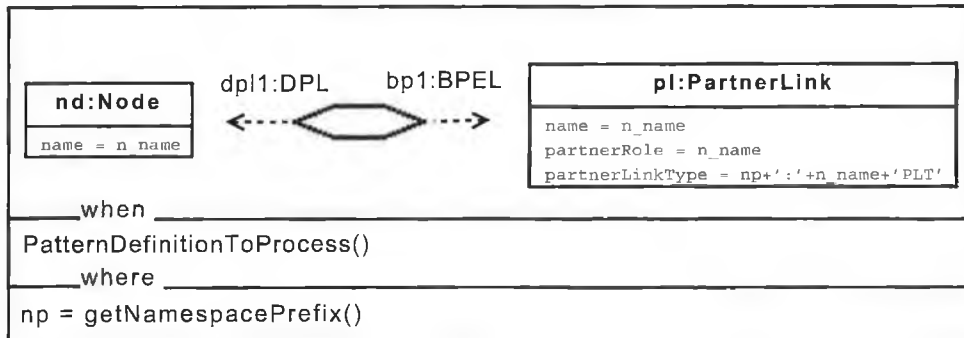 dpl1:DPL
bp1:BPEL
nd:Node
name = n_name
pl:PartnerLink
name = n_name
partnerRole = n_name
partnerLinkType = np+':'+n_name+'PLT'
when
PatternDefinitionToProcess()
where
np = getNamespacePrefix()